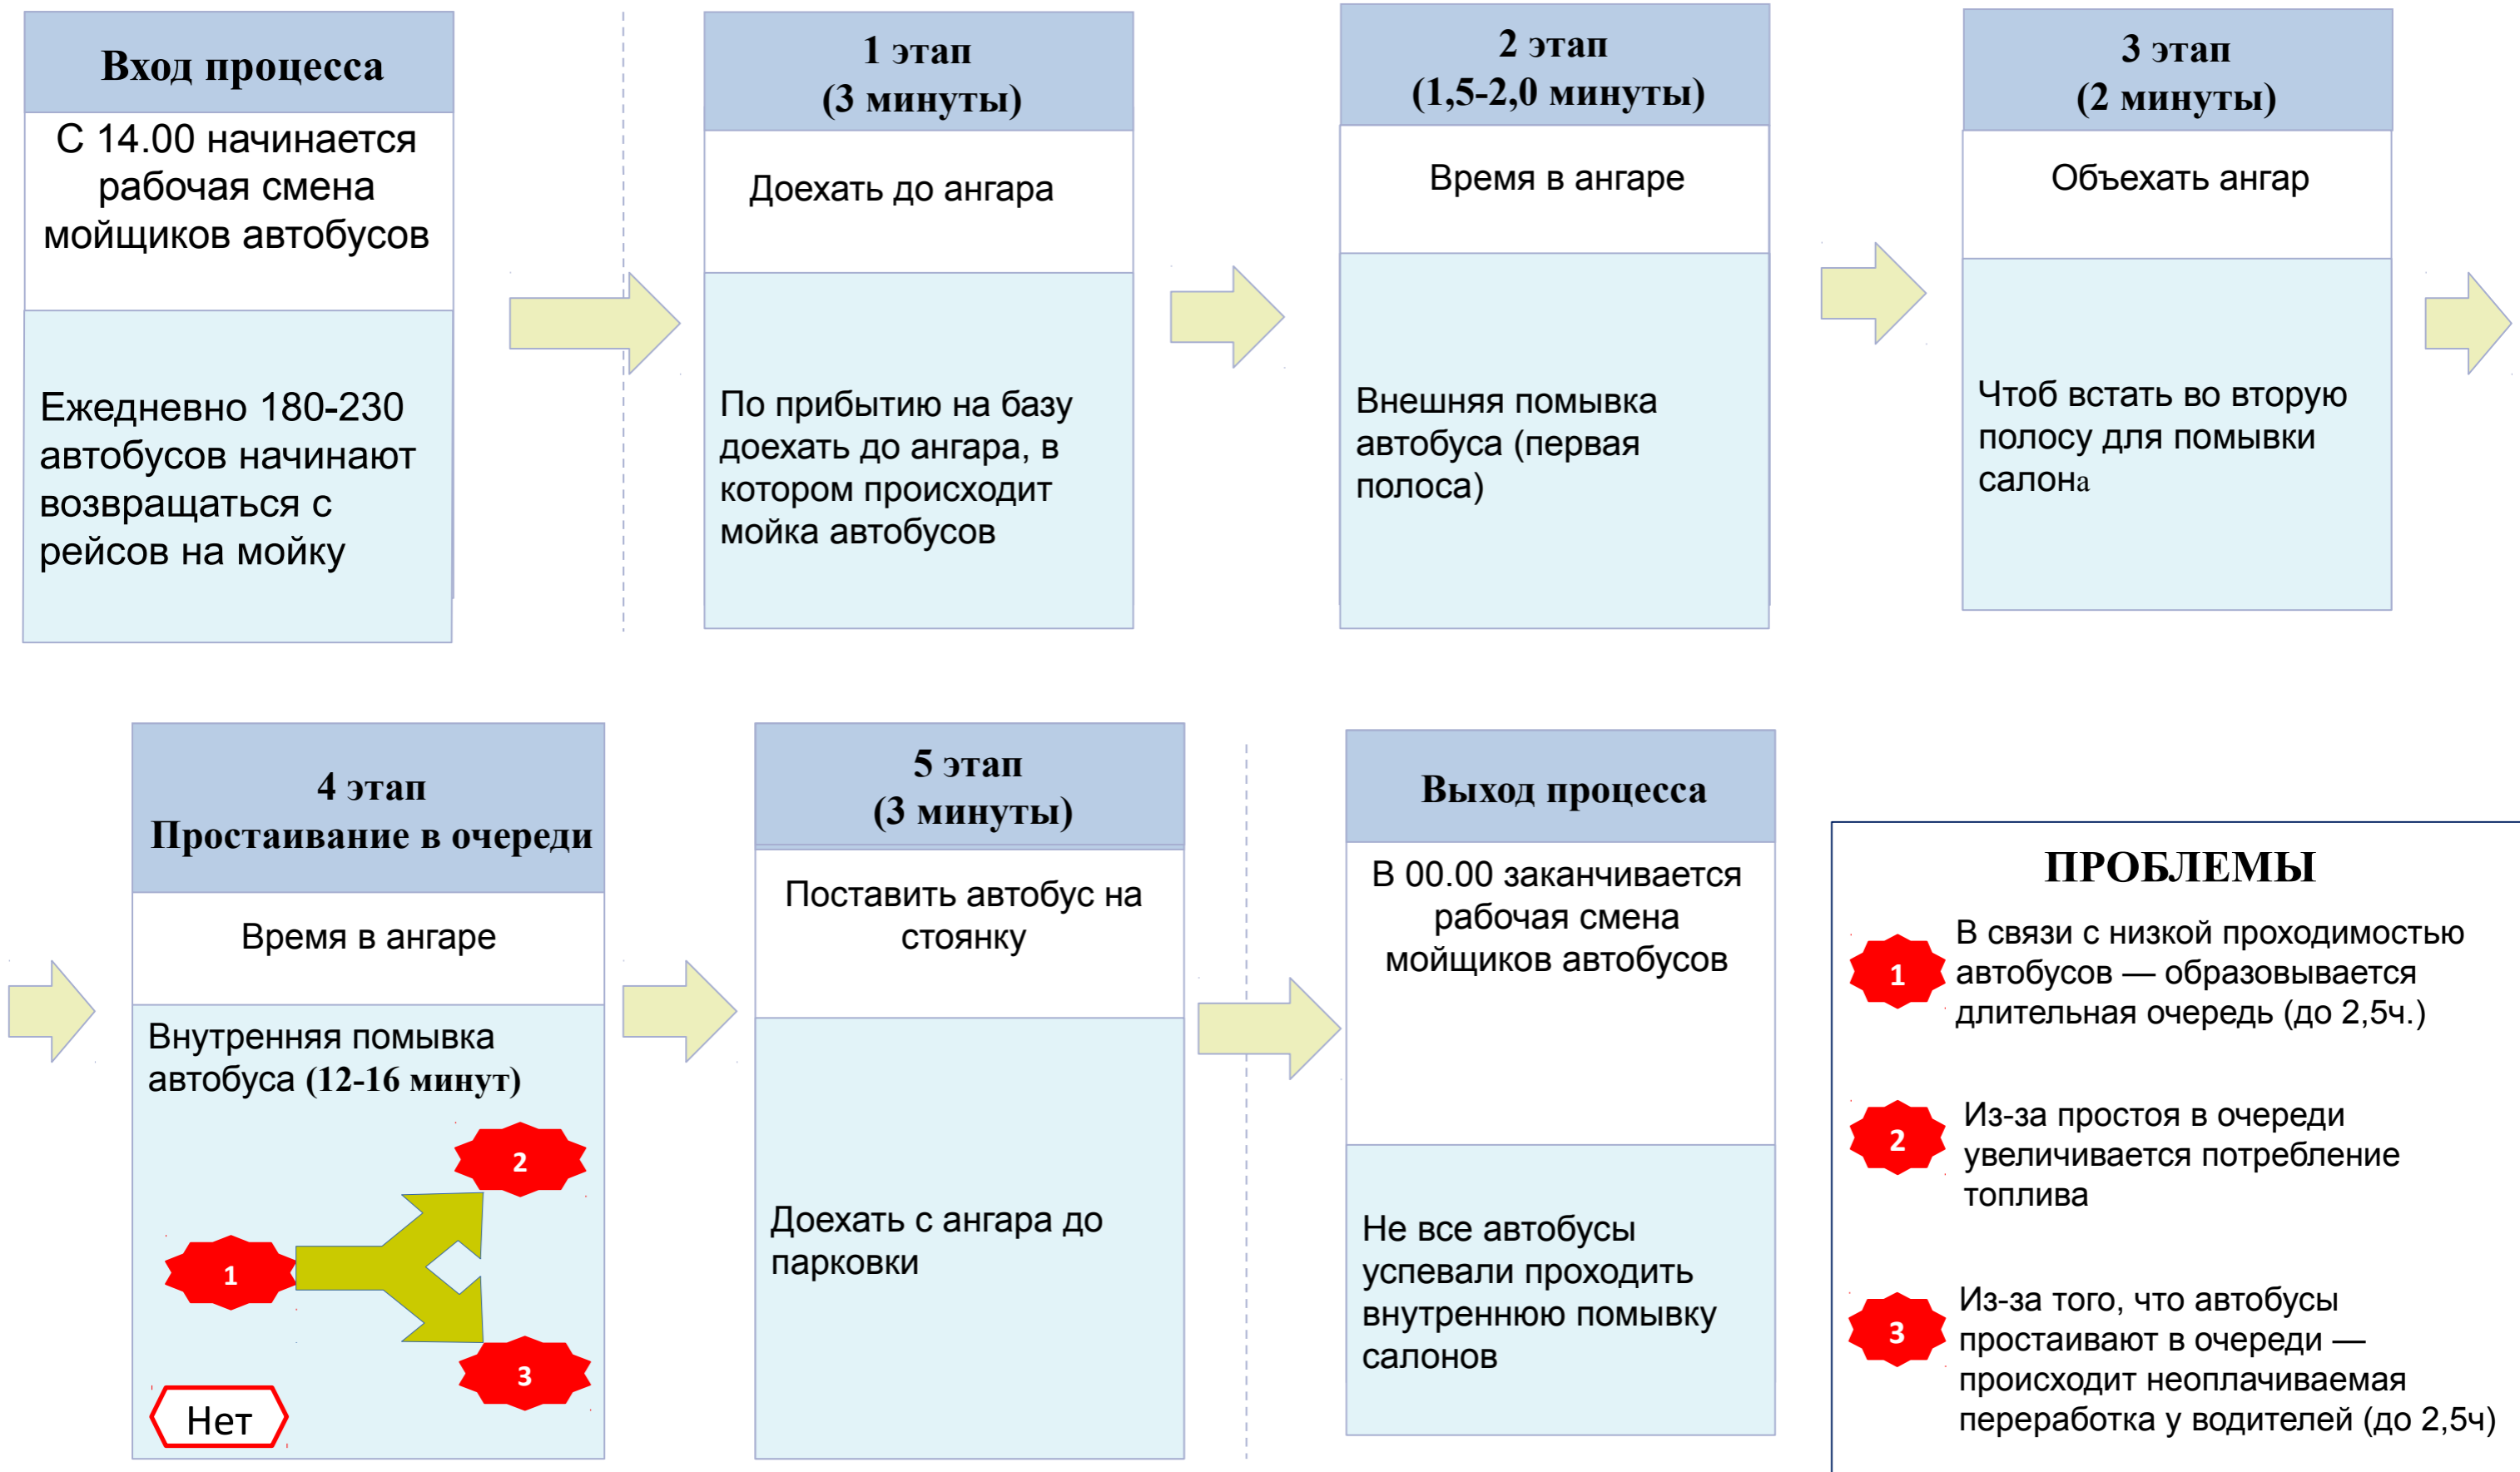 Вход процесса
С 14.00 начинается
рабочая смена
мойщиков автобусов
Ежедневно 180-230
автобусов начинают
возвращаться с
рейсов на мойку
1 этап
(3 минуты)
Доехать до ангара
По прибытию на базу
доехать до ангара, в
котором происходит
мойка автобусов
2 этап
(1,5-2,0 минуты)
Время в ангаре
Внешняя помывка
автобуса (первая
полоса)
3 этап
(2 минуты)
Объехать ангар
Чтоб встать во вторую
полосу для помывки
салона
4 этап
Простаивание в очереди
Время в ангаре
Внутренняя помывка
автобуса (12-16 минут)
2
1
3
Нет
5 этап
(3 минуты)
Поставить автобус на
стоянку
Доехать с ангара до
парковки
Выход процесса
В 00.00 заканчивается
рабочая смена
мойщиков автобусов
Не все автобусы
успевали проходить
внутреннюю помывку
салонов
ПРОБЛЕМЫ
1
В связи с низкой проходимостью
автобусов — образовывается
длительная очередь (до 2,5ч.)
2
Из-за простоя в очереди
увеличивается потребление
топлива
3
Из-за того, что автобусы
простаивают в очереди —
происходит неоплачиваемая
переработка у водителей (до 2,5ч)